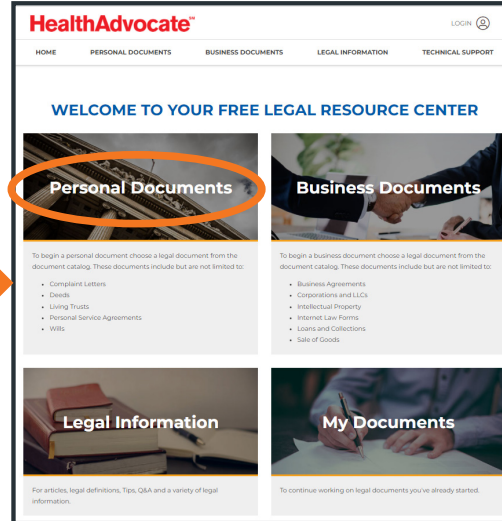 HealthAdvocate℠
LOGIN
HOME PERSONAL DOCUMENTS BUSINESS DOCUMENTS LEGAL INFORMATION TECHNICAL SUPPORT
WELCOME TO YOUR FREE LEGAL RESOURCE CENTER
Personal Documents
To begin a personal document choose a legal document from the
document catalog. These documents include but are not limited to:
• Complaint Letters
• Deeds
• Living Trusts
• Personal Service Agreements
• Wills
Business Documents
To begin a business document choose a legal document from the
document catalog. These documents include but are not limited to:
• Business Agreements
• Corporations and LLCs
• Intellectual Property
• Internet Law Forms
• Loans and Collections
• Sale of Goods
Legal Information
For articles, legal definitions, Tips, Q&A and a variety of legal
information.
My Documents
To continue working on legal documents you've already started.